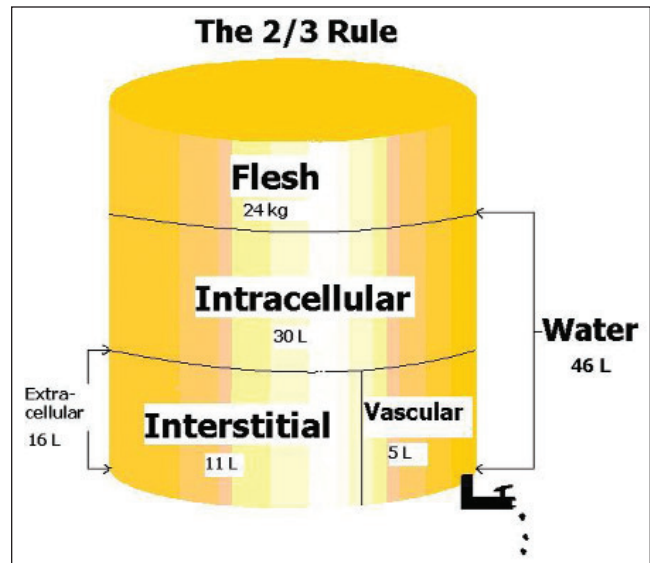 The 2/3 Rule
Flesh
24 kg
Intracellular
30 L
Water
46 L
Extra-
cellular
16 L
Interstitial
11 L
Vascular
5 L